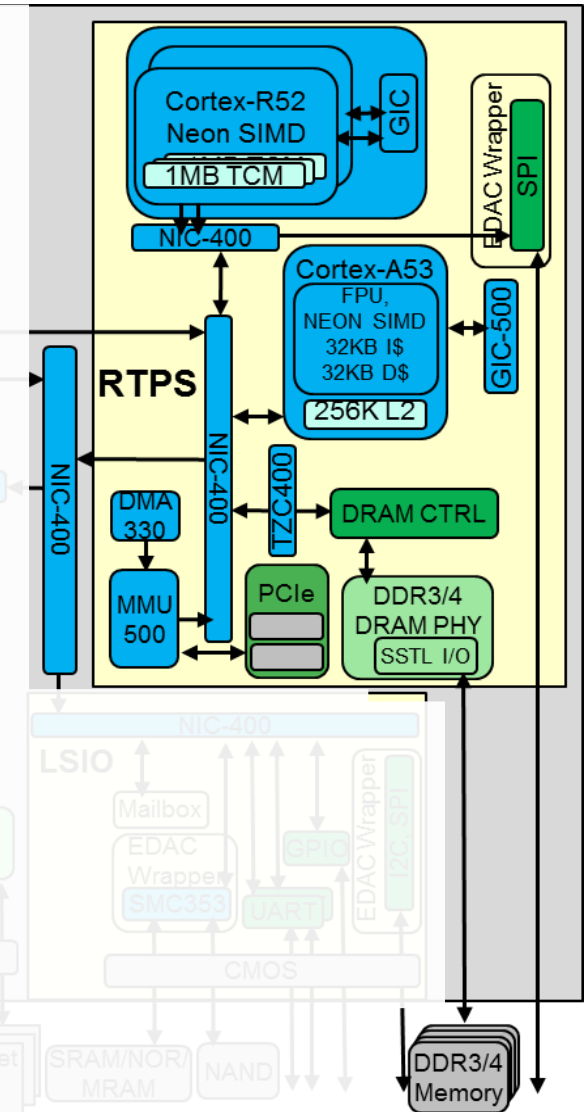 Cortex-R52
Neon SIMD
1MB TCM
GIC
EDAC Wrapper
SPI
NIC-400
Cortex-A53
FPU,
NEON SIMD
32KB I$
32KB D$
256K L2
GIC-500
RTPS
NIC-400
NIC-400
TZC400
DRAM CTRL
DMA
330
MMU
500
PCIe
DDR3/4
DRAM PHY
SSTL I/O
NIC-400
LSIO
Mailbox
EDAC
Wrapper
SMC353
UART
GPIO
EDAC Wrapper
I2C, SPI
CMOS
SRAM/NOR/
MRAM
NAND
DDR3/4
Memory